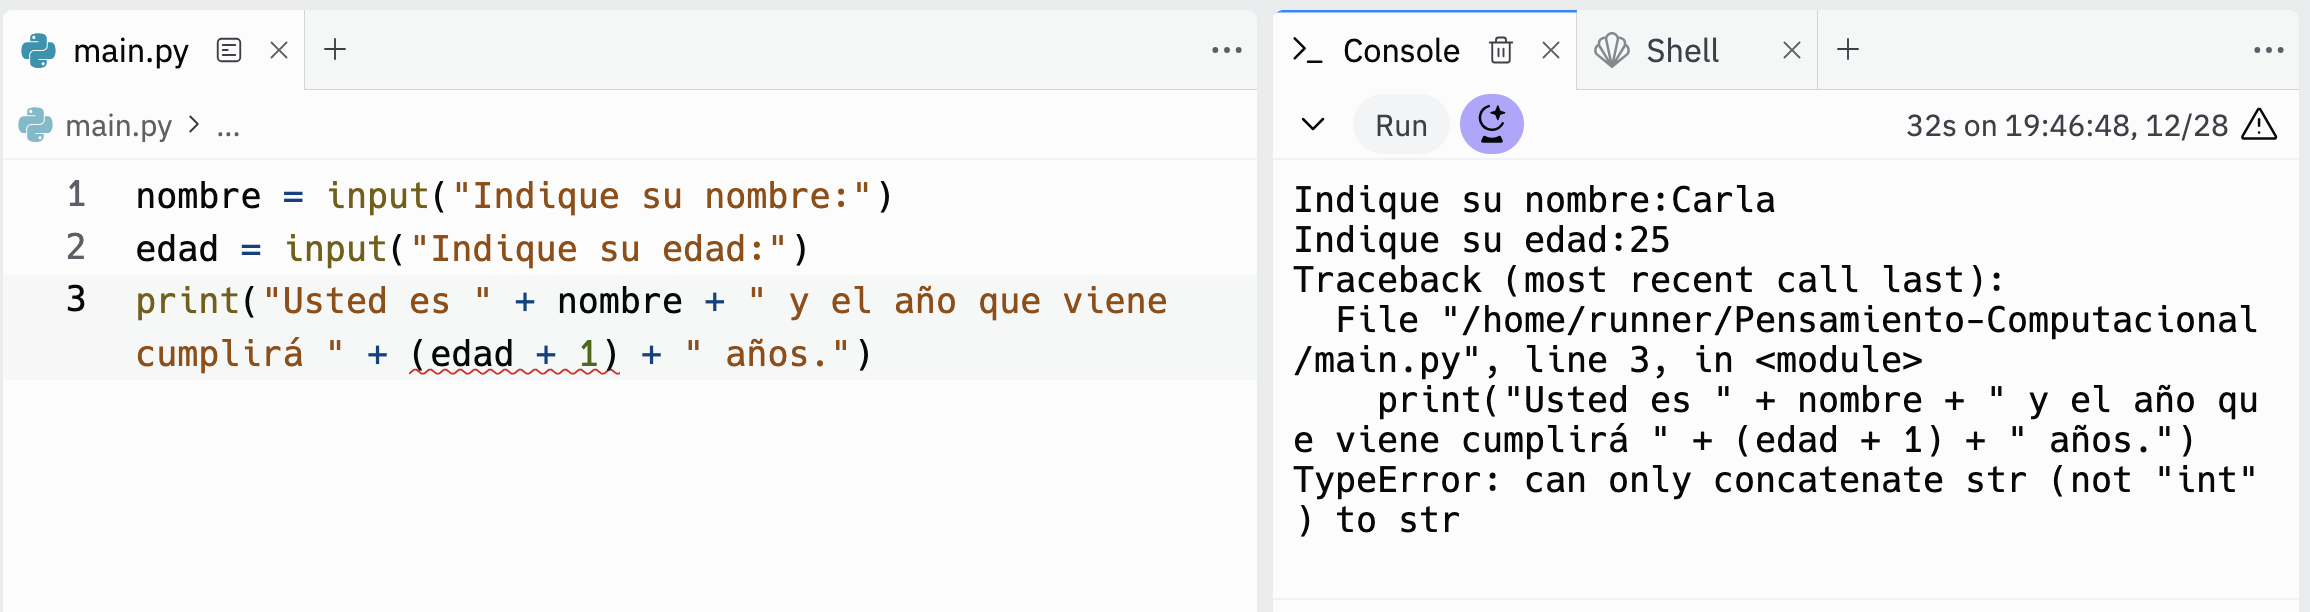 main.py
main.py > ...
1 nombre = input("Indique su nombre:")
2 edad = input("Indique su edad:")
3 print("Usted es " + nombre + " y el año que viene
cumplirá " + (edad + 1) + " años.")
Console
Shell
Run
32s on 19:46:48, 12/28
Indique su nombre:Carla
Indique su edad:25
Traceback (most recent call last):
  File "/home/runner/Pensamiento-Computacional
/main.py", line 3, in <module>
    print("Usted es " + nombre + " y el año qu
e viene cumplirá " + (edad + 1) + " años.")
TypeError: can only concatenate str (not "int"
) to str